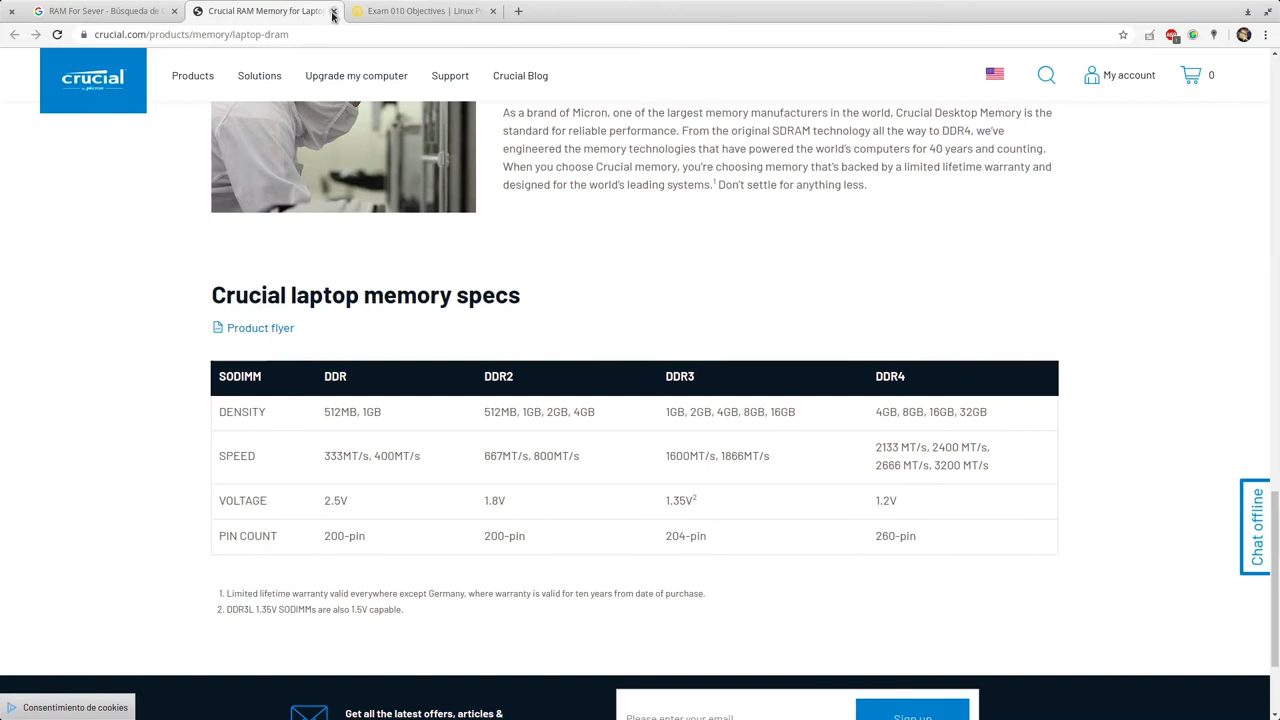 RAM For Sever - Búsqueda de
Crucial RAM Memory for Lapto
Exam 010 Objectives | Linux P
crucial.com/products/memory/laptop-dram
crucial
by Micron
Products
Solutions
Upgrade my computer
Support
Crucial Blog
My account
0
As a brand of Micron, one of the largest memory manufacturers in the world, Crucial Desktop Memory is the
standard for reliable performance. From the original SDRAM technology all the way to DDR4, we've
engineered the memory technologies that have powered the world's computers for 40 years and counting.
When you choose Crucial memory, you're choosing memory that's backed by a limited lifetime warranty and
designed for the world's leading systems.1 Don't settle for anything less.
Crucial laptop memory specs
Product flyer
SODIMM DDR DDR2 DDR3 DDR4
DENSITY 512MB, 1GB 512MB, 1GB, 2GB, 4GB 1GB, 2GB, 4GB, 8GB, 16GB 4GB, 8GB, 16GB, 32GB
SPEED 333MT/s, 400MT/s 667MT/s, 800MT/s 1600MT/s, 1866MT/s 2133 MT/s, 2400 MT/s,
2666 MT/s, 3200 MT/s
VOLTAGE 2.5V 1.8V 1.35V2 1.2V
PIN COUNT 200-pin 200-pin 204-pin 260-pin
1. Limited lifetime warranty valid everywhere except Germany, where warranty is valid for ten years from date of purchase.
2. DDR3L 1.35V SODIMMs are also 1.5V capable.
Chat offline
Consentimiento de cookies
Get all the latest offers, articles &
Please enter your email
Sign up